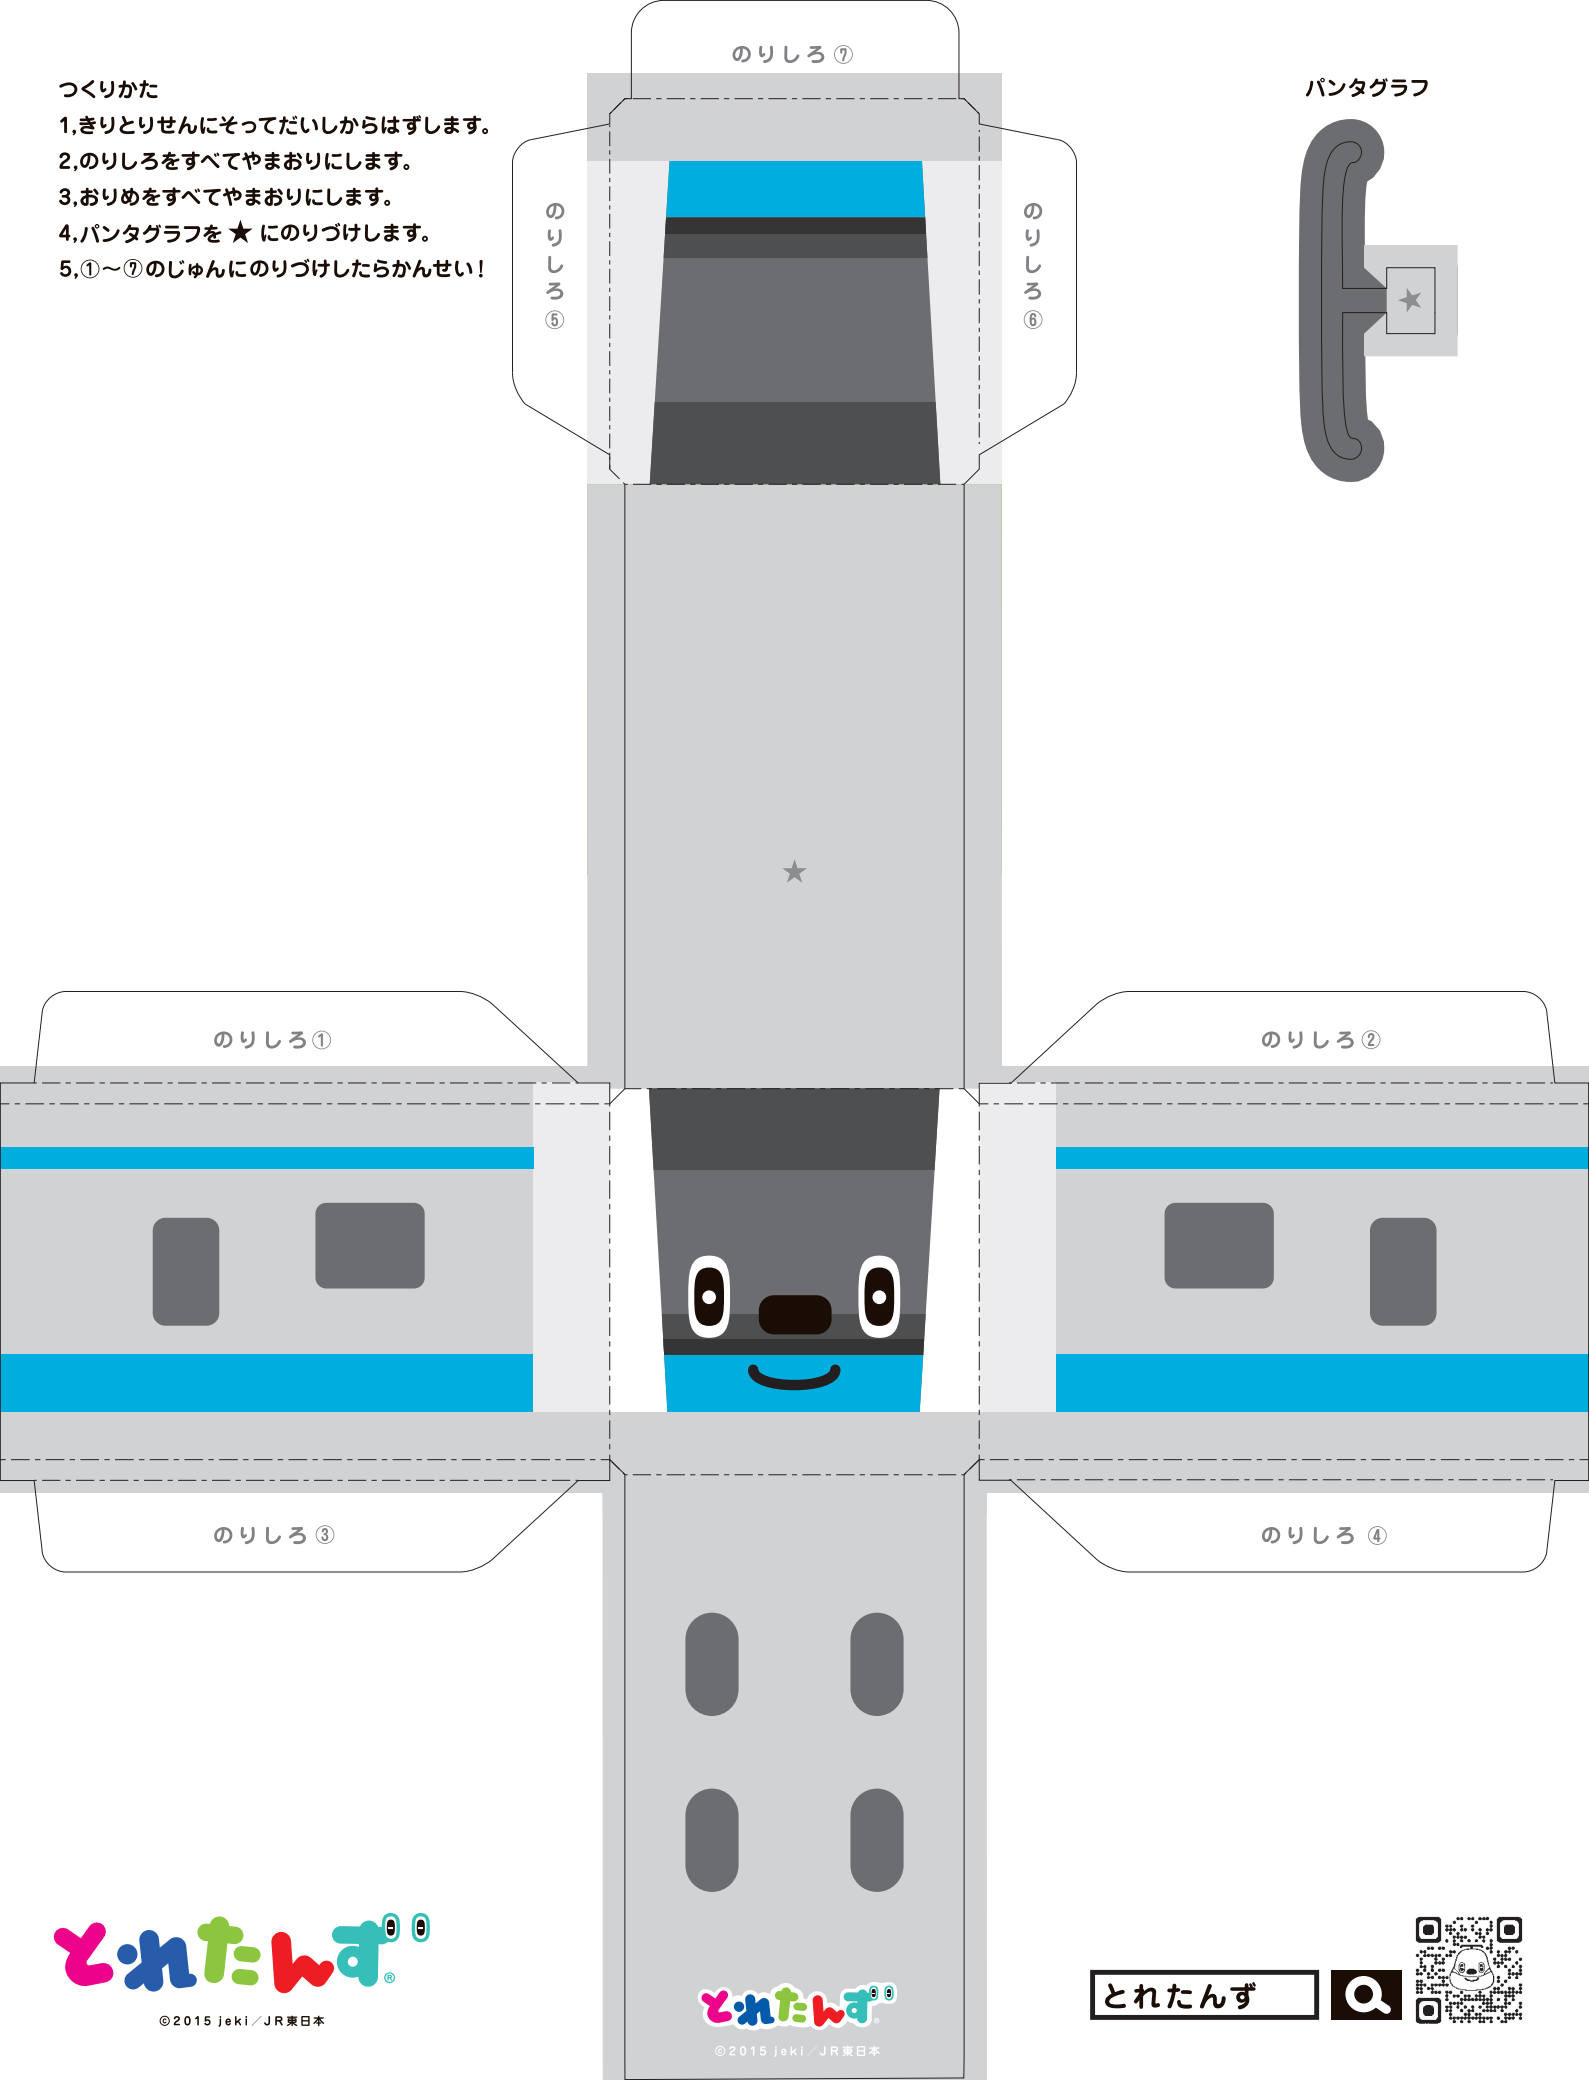 のりしろ⑦
つくりかた
1,きりとりせんにそってだいしからはずします。
2,のりしろをすべてやまおりにします。
3,おりめをすべてやまおりにします。
4,パンタグラフを ★ にのりづけします。
5,①〜⑦のじゅんにのりづけしたらかんせい!
パンタグラフ
のりしろ⑤
のりしろ⑥
★
★
のりしろ①
のりしろ②
のりしろ③
のりしろ④
とれたんず®
©2015 jeki/JR東日本
とれたんず®
©2015 jeki/JR東日本
とれたんず